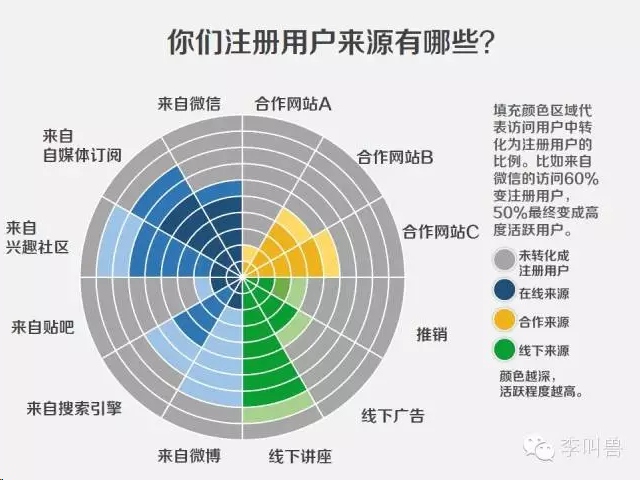 你们注册用户来源有哪些?
来自微信
合作网站A
来自
自媒体订阅
合作网站B
来自
兴趣社区
合作网站C
来自贴吧
推销
来自搜索引擎
线下广告
来自微博
线下讲座
填充颜色区域代
表访问用户中转
化为注册用户的
比例。比如来自
微信的访问60%
变注册用户，
50%最终变成高
度活跃用户。
未转化成
注册用户
在线来源
合作来源
线下来源
颜色越深，
活跃程度越高。
李叫兽